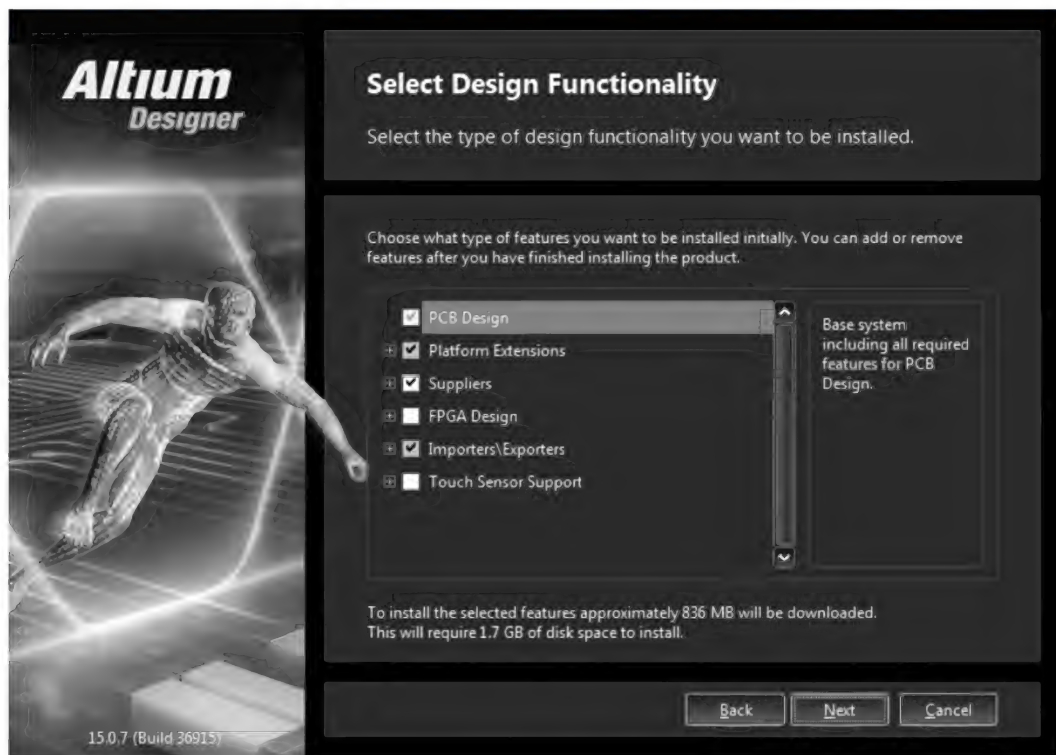 Altium
Designer
Select Design Functionality
Select the type of design functionality you want to be installed.
Choose what type of features you want to be installed initially. You can add or remove
features after you have finished installing the product.
PCB Design
Platform Extensions
Suppliers
FPGA Design
Importers\Exporters
Touch Sensor Support
Base system
including all required
features for PCB
Design.
To install the selected features approximately 836 MB will be downloaded.
This will require 1.7 GB of disk space to install.
Back
Next
Cancel
15.0.7 (Build 36915)